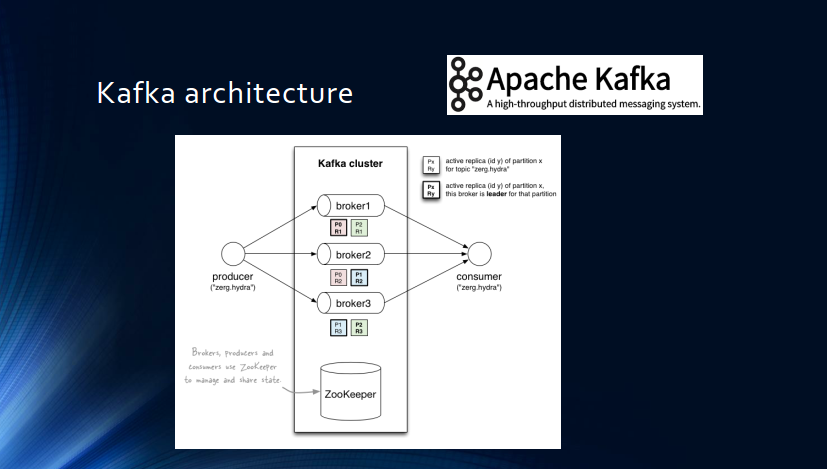 Kafka architecture
Apache Kafka
A high-throughput distributed messaging system.
Kafka cluster
Px
Ry
active replica (id y) of partition x
for topic "zerg.hydra"
Px
Ry
active replica (id y) of partition x,
this broker is leader for that partition
broker1
P0
R1
P2
R1
broker2
P0
R2
P1
R2
broker3
P1
R3
P2
R3
producer
("zerg.hydra")
consumer
("zerg.hydra")
Brokers, producers and
consumers use ZooKeeper
to manage and share state.
ZooKeeper